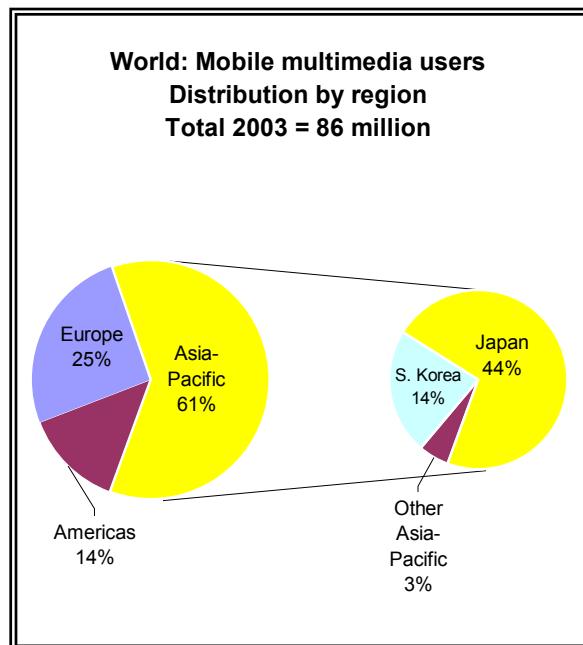 World: Mobile multimedia users
Distribution by region
Total 2003 = 86 million
Europe
25%
Asia-
Pacific
61%
Americas
14%
Japan
44%
S. Korea
14%
Other
Asia-
Pacific
3%